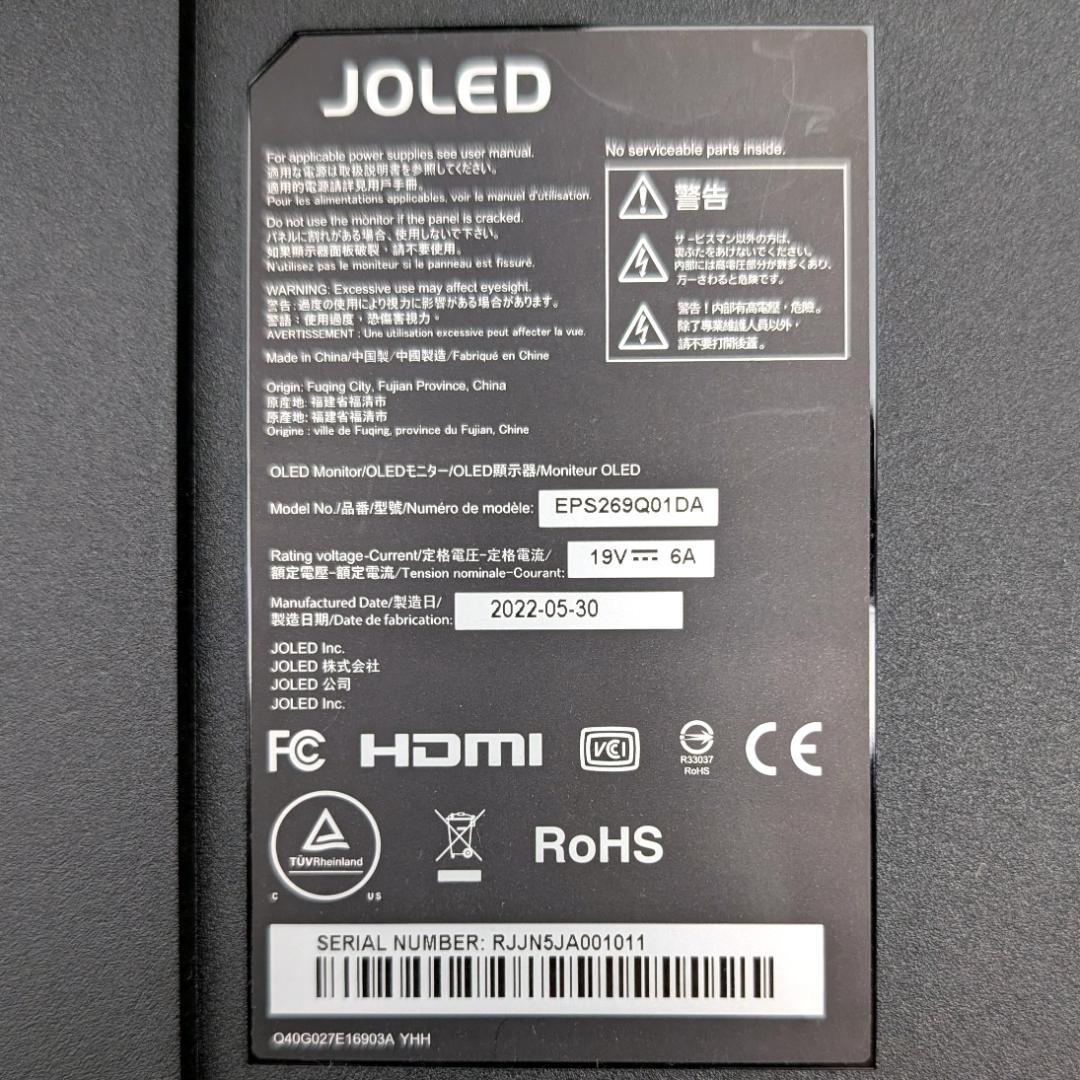 JOLED
For applicable power supplies see user manual.
適用な電源は取扱説明書を参照してください。
適用的電源請詳見用戶手冊。
Pour les alimentations applicables, voir le manuel d'utilisation.
Do not use the monitor if the panel is cracked.
パネルに割れがある場合、使用しないで下さい。
如果顯示器面板破裂，請不要使用。
N'utilisez pas le moniteur si le panneau est fissuré.
WARNING: Excessive use may affect eyesight.
警告: 過度の使用により視力に影響がある場合があります。
警語：使用過度，恐傷害視力。
AVERTISSEMENT : Une utilisation excessive peut affecter la vue.
Made in China/中国製/中國製造/Fabriqué en Chine
Origin: Fuqing City, Fujian Province, China
原産地: 福建省福清市
原產地: 福建省福清市
Origine : ville de Fuqing, province du Fujian, Chine
No serviceable parts inside.
警告
サービスマン以外の方は、
裏ぶたをあけないでください。
内部には高電圧部分が数多くあり、
万一さわると危険です。
警告！内部有高電壓，危險。
除了專業維護人員以外，
請不要打開後蓋。
OLED Monitor/OLEDモニター/OLED顯示器/Moniteur OLED
Model No./品番/型號/Numéro de modèle: EPS269Q01DA
Rating voltage-Current/定格電圧-定格電流/
額定電壓-額定電流/Tension nominale-Courant: 19V⎓ 6A
Manufactured Date/製造日/
製造日期/Date de fabrication: 2022-05-30
JOLED Inc.
JOLED 株式会社
JOLED 公司
JOLED Inc.
FC HDMI VCI R33037 RoHS CE
TÜVRheinland
C US
RoHS
SERIAL NUMBER: RJJN5JA001011
Q40G027E16903A YHH